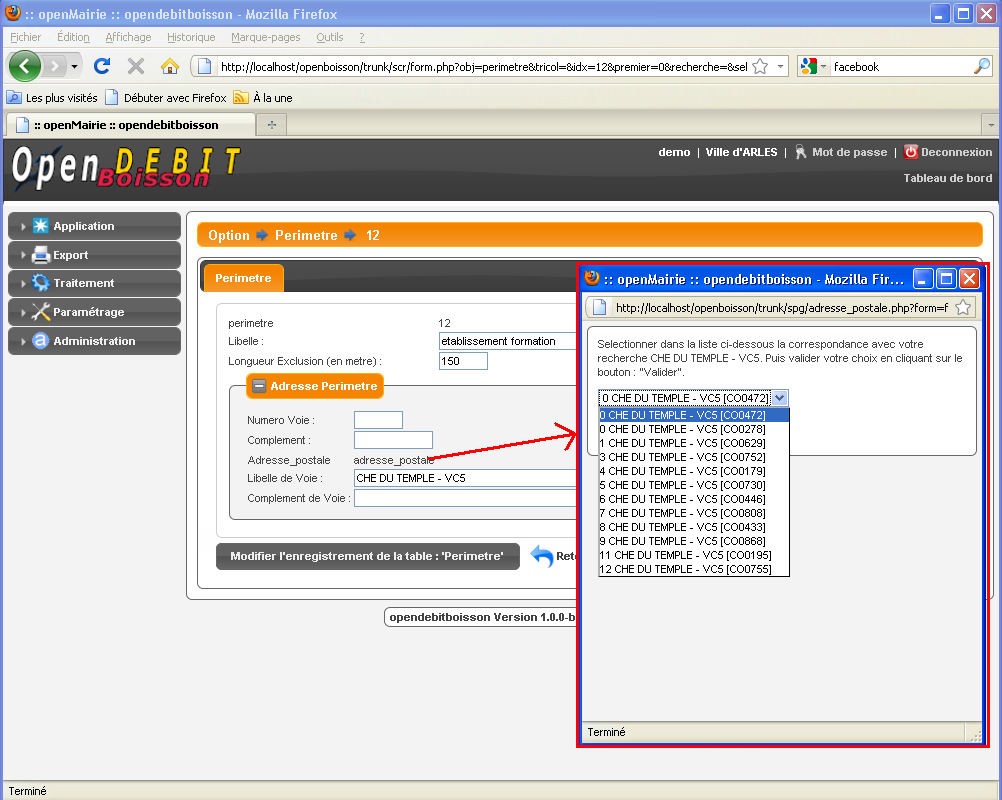 :: openMairie :: opendebitboisson - Mozilla Firefox
Fichier Édition Affichage Historique Marque-pages Outils ?
http://localhost/openboisson/trunk/scr/form.php?obj=perimetre&tricol=&idx=12&premier=0&recherche=&sel
facebook
Les plus visités Débuter avec Firefox À la une
:: openMairie :: opendebitboisson
Open DEBIT
Boisson
demo | Ville d'ARLES | Mot de passe | Deconnexion
Tableau de bord
Application
Export
Traitement
Paramétrage
Administration
Option Perimetre 12
Perimetre
perimetre 12
Libelle : etablissement formation
Longueur Exclusion (en metre) : 150
Adresse Perimetre
Numero Voie :
Complement :
Adresse_postale adresse_postale
Libelle de Voie : CHE DU TEMPLE - VC5
Complement de Voie :
Modifier l'enregistrement de la table : 'Perimetre' Reto
opendebitboisson Version 1.0.0-b
:: openMairie :: opendebitboisson - Mozilla Fir...
http://localhost/openboisson/trunk/spg/adresse_postale.php?form=f
Selectionner dans la liste ci-dessous la correspondance avec votre
recherche CHE DU TEMPLE - VC5. Puis valider votre choix en cliquant sur le
bouton : "Valider".
0 CHE DU TEMPLE - VC5 [CO0472]
0 CHE DU TEMPLE - VC5 [CO0472]
0 CHE DU TEMPLE - VC5 [CO0278]
1 CHE DU TEMPLE - VC5 [CO0629]
3 CHE DU TEMPLE - VC5 [CO0752]
4 CHE DU TEMPLE - VC5 [CO0179]
5 CHE DU TEMPLE - VC5 [CO0730]
6 CHE DU TEMPLE - VC5 [CO0446]
7 CHE DU TEMPLE - VC5 [CO0808]
8 CHE DU TEMPLE - VC5 [CO0433]
9 CHE DU TEMPLE - VC5 [CO0868]
11 CHE DU TEMPLE - VC5 [CO0195]
12 CHE DU TEMPLE - VC5 [CO0755]
Terminé
Terminé